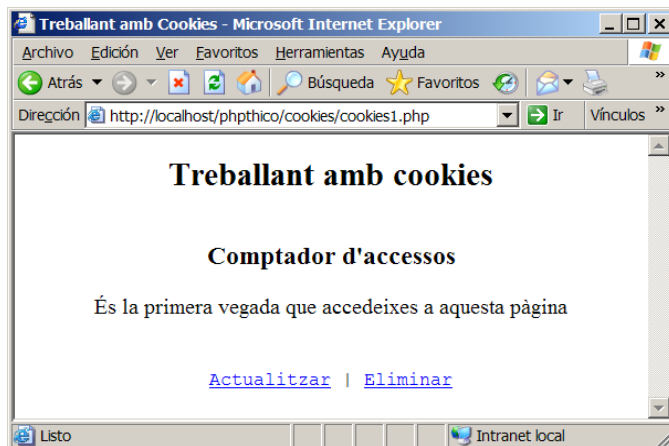 Treballant amb Cookies - Microsoft Internet Explorer
Archivo Edición Ver Favoritos Herramientas Ayuda
Atrás Búsqueda Favoritos »
Dirección http://localhost/phpthico/cookies/cookies1.php Ir Vínculos »
Treballant amb cookies
Comptador d'accessos
És la primera vegada que accedeixes a aquesta pàgina
Actualitzar | Eliminar
Listo Intranet local